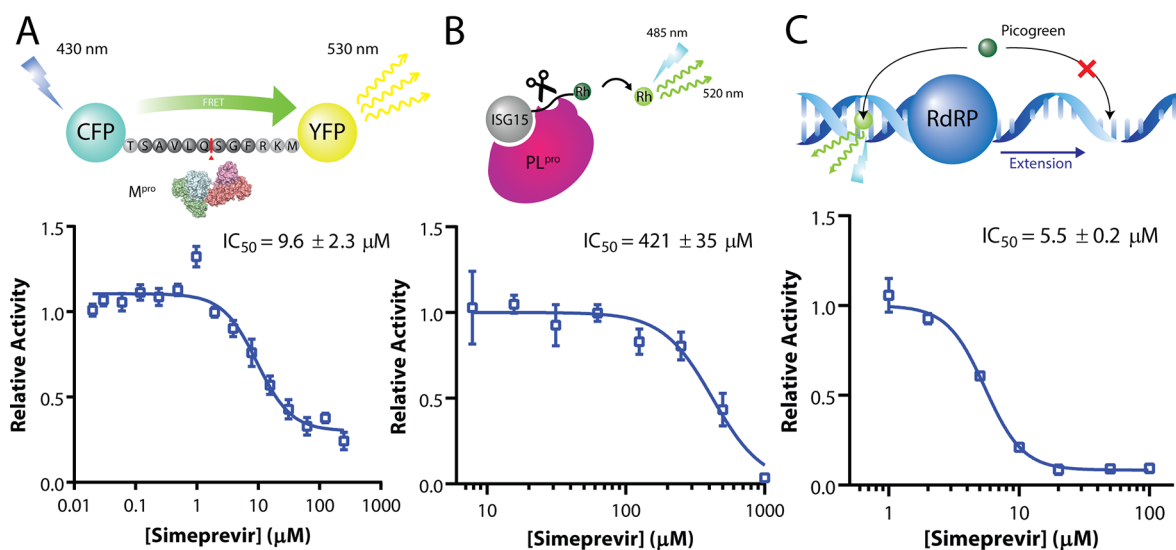 A
430 nm
530 nm
FRET
CFP
YFP
T S A V L Q S G F R K M
Mpro
IC50 = 9.6 ± 2.3 μM
Relative Activity
1.5
1.0
0.5
0.0
0.01 0.1 1 10 100 1000
[Simeprevir] (μM)
B
485 nm
520 nm
Rh
Rh
ISG15
PLpro
IC50 = 421 ± 35 μM
Relative Activity
1.5
1.0
0.5
0.0
10 100 1000
[Simeprevir] (μM)
C
Picogreen
RdRP
Extension
IC50 = 5.5 ± 0.2 μM
Relative Activity
1.5
1.0
0.5
0.0
1 10 100
[Simeprevir] (μM)